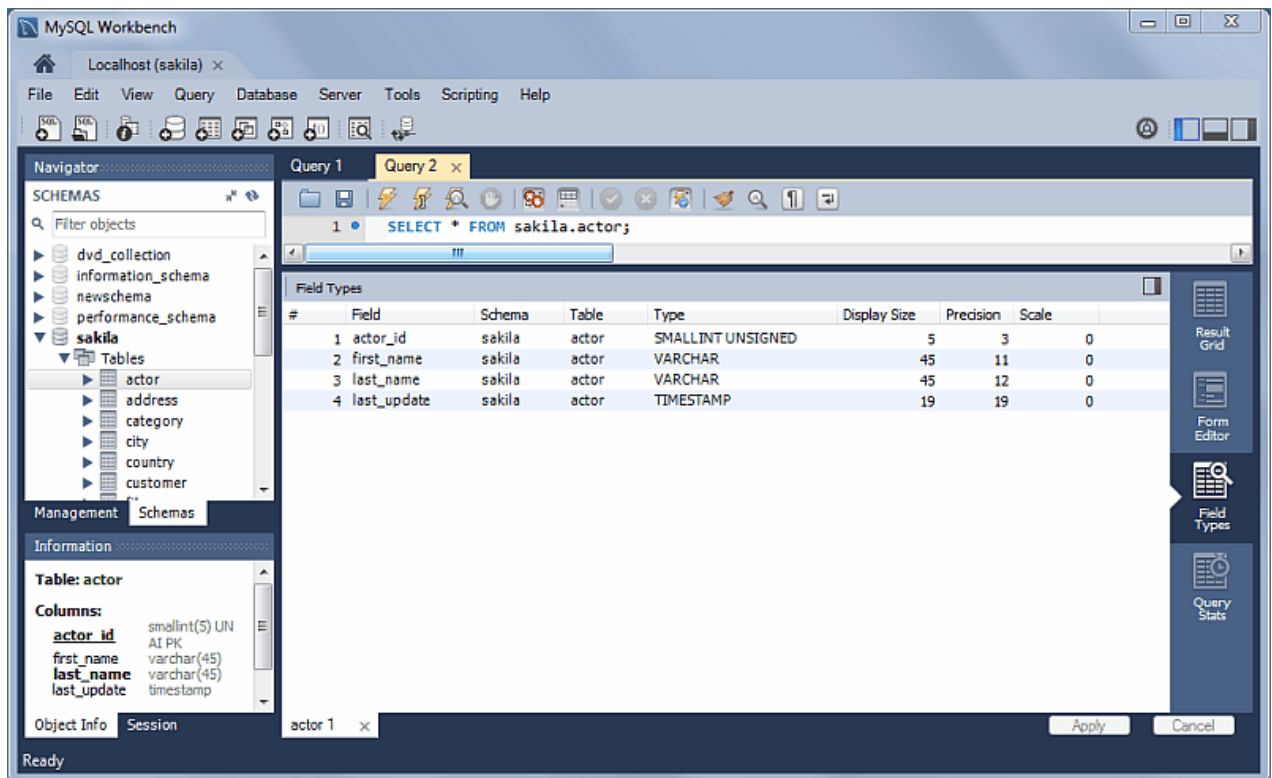 MySQL Workbench
Localhost (sakila)
File Edit View Query Database Server Tools Scripting Help
Navigator
SCHEMAS
Filter objects
dvd_collection
information_schema
newschema
performance_schema
sakila
Tables
actor
address
category
city
country
customer
Management Schemas
Information
Table: actor
Columns:
actor_id smallint(5) UN
AI PK
first_name varchar(45)
last_name varchar(45)
last_update timestamp
Object Info Session
Query 1 Query 2
1 SELECT * FROM sakila.actor;
Field Types
# Field Schema Table Type Display Size Precision Scale
1 actor_id sakila actor SMALLINT UNSIGNED 5 3 0
2 first_name sakila actor VARCHAR 45 11 0
3 last_name sakila actor VARCHAR 45 12 0
4 last_update sakila actor TIMESTAMP 19 19 0
Result
Grid
Form
Editor
Field
Types
Query
Stats
actor 1
Apply Cancel
Ready